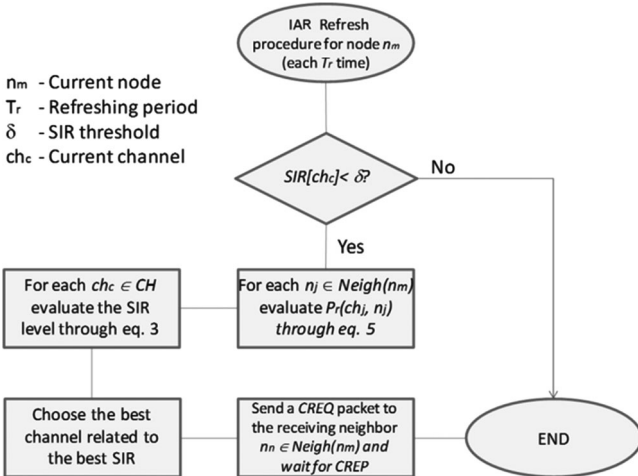 IAR Refresh
procedure for node nm
(each Tr time)
nm - Current node
Tr - Refreshing period
δ - SIR threshold
chc - Current channel
SIR[chc]< δ?
No
Yes
For each chc ∈ CH
evaluate the SIR
level through eq. 3
For each nj ∈ Neigh(nm)
evaluate Pr(chj, nj)
through eq. 5
Choose the best
channel related to
the best SIR
Send a CREQ packet to
the receiving neighbor
nn ∈ Neigh(nm) and
wait for CREP
END